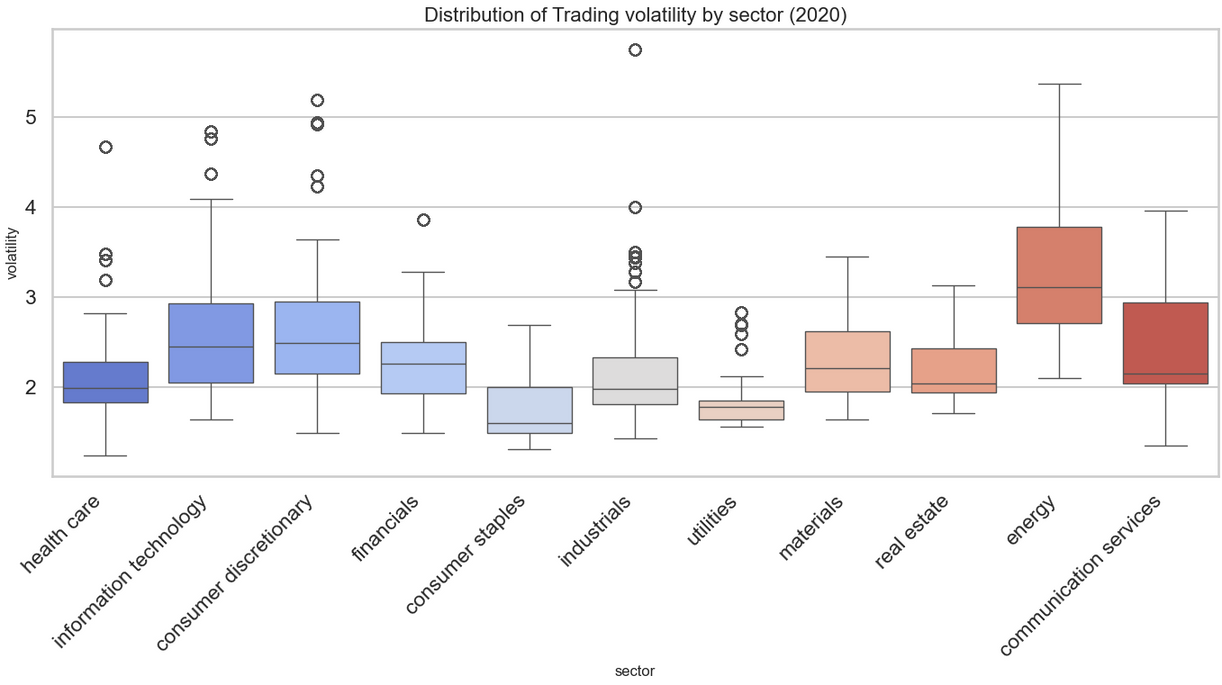 Distribution of Trading volatility by sector (2020)
volatility
5
4
3
2
health care
information technology
consumer discretionary
financials
consumer staples
industrials
utilities
materials
real estate
energy
communication services
sector